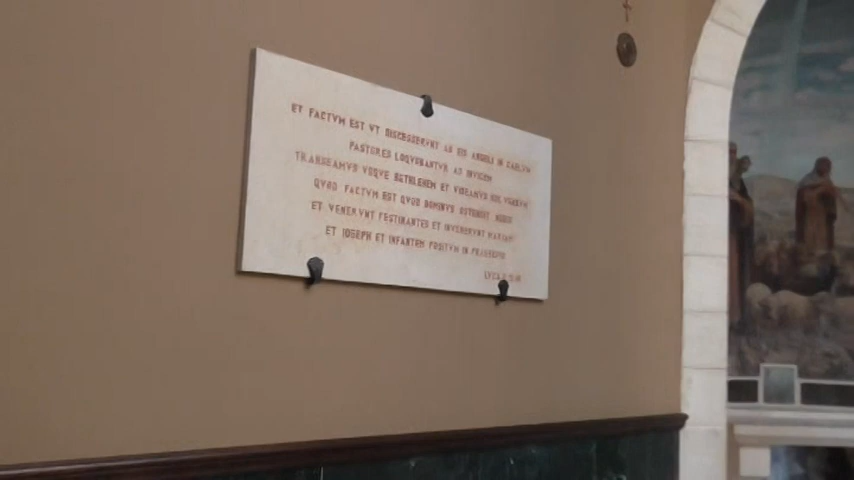 ET FACTVM EST VT DISCESSERVNT AB EIS ANGELI IN CAELVM
PASTORES LOQVEBANTVR AD INVICEM
TRANSEAMVS VSQVE BETHLEHEM ET VIDEAMVS HOC VERBVM
QVOD FACTVM EST QVOD DOMINVS OSTENDIT NOBIS
ET VENERVNT FESTINANTES ET INVENERVNT MARIAM
ET IOSEPH ET INFANTEM POSITVM IN PRAESEPIO